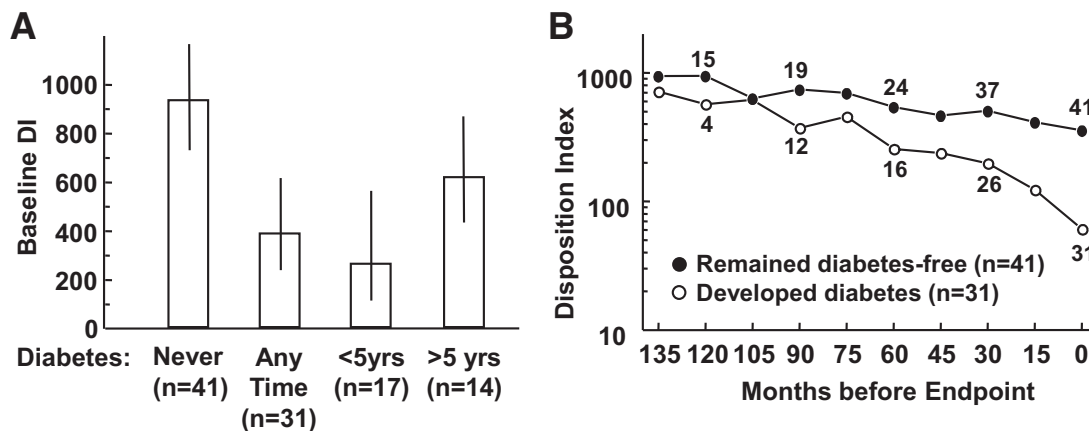 A
Baseline DI
1000
800
600
400
200
0
Diabetes:
Never
(n=41)
Any
Time
(n=31)
<5yrs
(n=17)
>5 yrs
(n=14)
B
Disposition Index
1000
100
10
15
19
24
37
41
4
12
16
26
31
Remained diabetes-free (n=41)
Developed diabetes (n=31)
135 120 105 90 75 60 45 30 15 0
Months before Endpoint